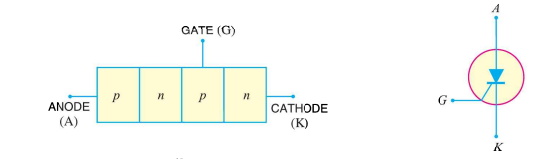 GATE (G)
p n p n
ANODE
(A)
CATHODE
(K)
A
G
K